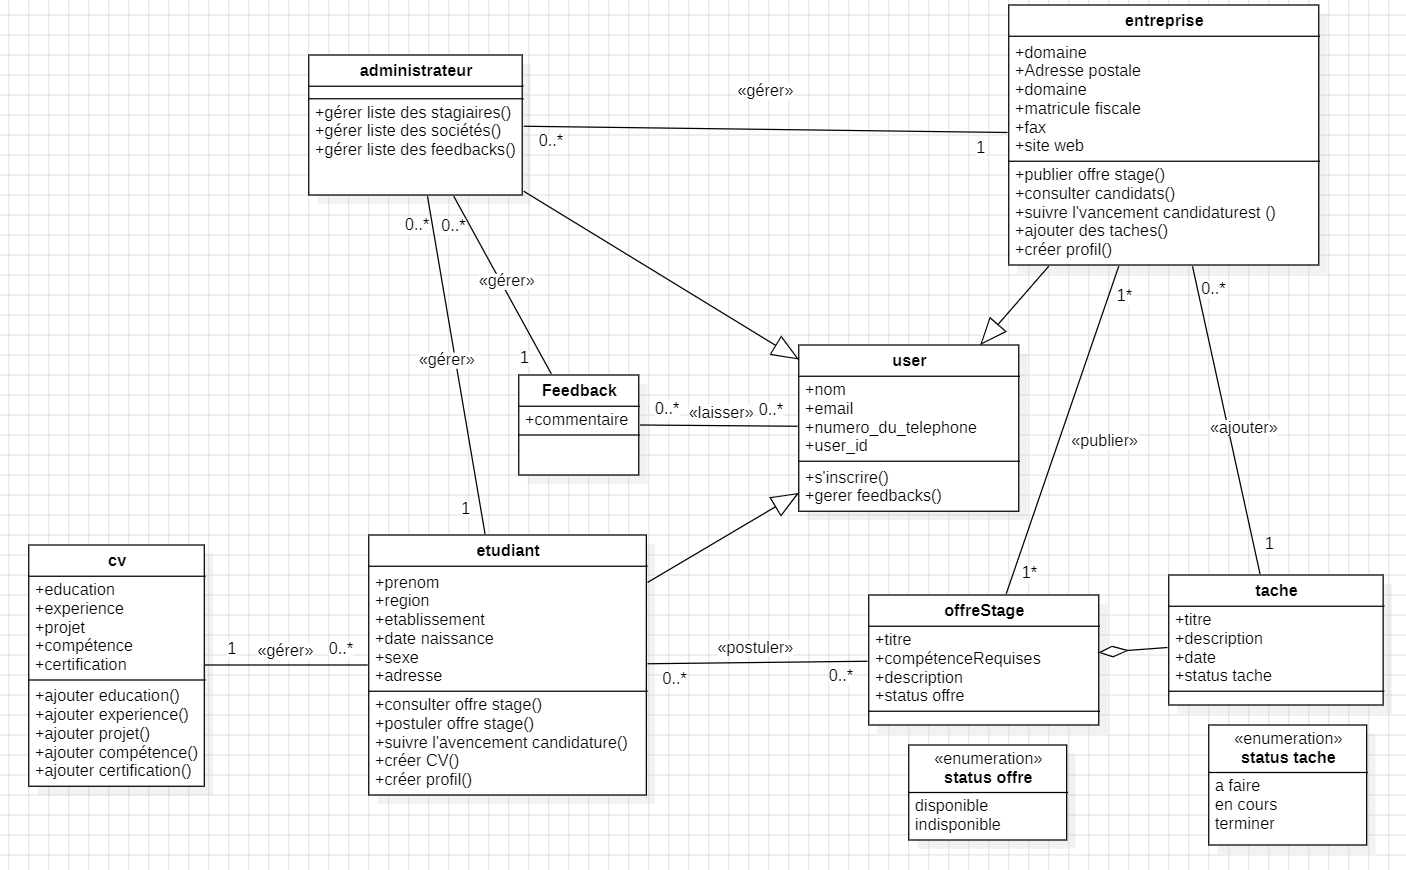 entreprise
+domaine
+Adresse postale
+domaine
+matricule fiscale
+fax
+site web
+publier offre stage()
+consulter candidats()
+suivre l'vancement candidaturest ()
+ajouter des taches()
+créer profil()
administrateur
+gérer liste des stagiaires()
+gérer liste des sociétés()
+gérer liste des feedbacks()
«gérer»
0..*
1
0..*
0..*
«gérer»
«gérer»
1
1
1*
0..*
user
+nom
+email
+numero_du_telephone
+user_id
+s'inscrire()
+gerer feedbacks()
Feedback
+commentaire
0..*
«laisser»
0..*
«publier»
«ajouter»
1*
1
cv
+education
+experience
+projet
+compétence
+certification
+ajouter education()
+ajouter experience()
+ajouter projet()
+ajouter compétence()
+ajouter certification()
1
«gérer»
0..*
etudiant
+prenom
+region
+etablissement
+date naissance
+sexe
+adresse
+consulter offre stage()
+postuler offre stage()
+suivre l'avencement candidature()
+créer CV()
+créer profil()
«postuler»
0..*
0..*
offreStage
+titre
+compétenceRequises
+description
+status offre
tache
+titre
+description
+date
+status tache
«enumeration»
status offre
disponible
indisponible
«enumeration»
status tache
a faire
en cours
terminer